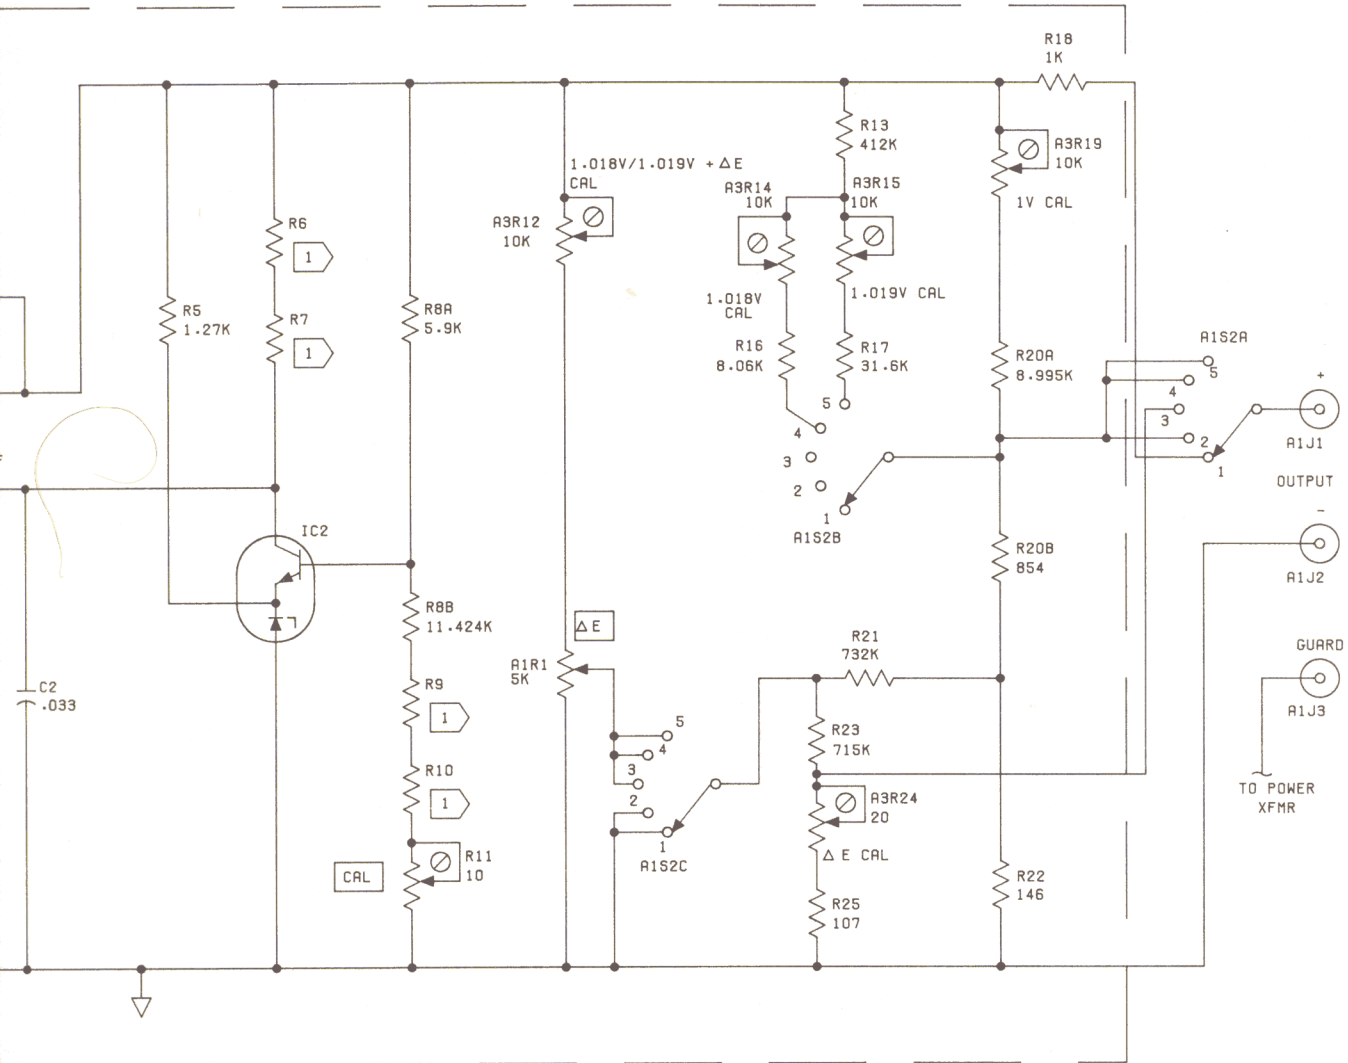 R18
1K
R13
412K
A3R19
10K
1V CAL
1.018V/1.019V + Δ E
CAL
A3R14
10K
A3R15
10K
A3R12
10K
R6
1
1.018V
CAL
1.019V CAL
R5
1.27K
R7
1
R8A
5.9K
R16
8.06K
R17
31.6K
R20A
8.995K
A1S2A
5
4
3
2
1
+
A1J1
OUTPUT
5
4
3
2
1
A1S2B
-
A1J2
IC2
R20B
854
R8B
11.424K
Δ E
A1R1
5K
R21
732K
GUARD
A1J3
C2
.033
R9
1
5
4
3
2
1
A1S2C
R23
715K
R10
1
A3R24
20
Δ E CAL
TO POWER
XFMR
R11
10
CAL
R22
146
R25
107